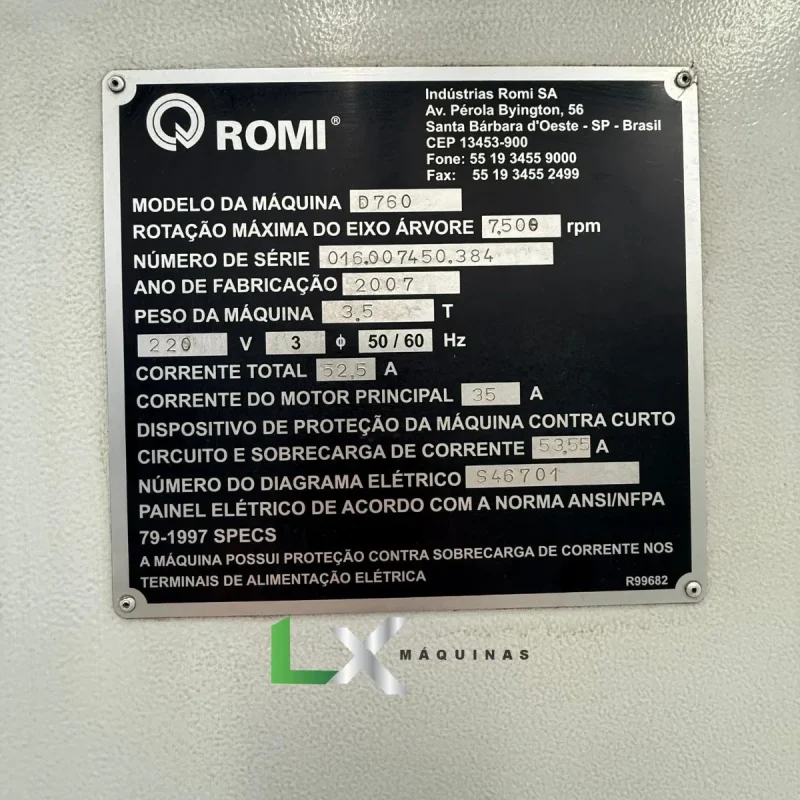 ROMI®
Indústrias Romi SA
Av. Pérola Byington, 56
Santa Bárbara d'Oeste - SP - Brasil
CEP 13453-900
Fone: 55 19 3455 9000
Fax: 55 19 3455 2499
MODELO DA MÁQUINA D760
ROTAÇÃO MÁXIMA DO EIXO ÁRVORE 7,500 rpm
NÚMERO DE SÉRIE 016.007450.384
ANO DE FABRICAÇÃO 2007
PESO DA MÁQUINA 3.5 T
220 V 3 ϕ 50 / 60 Hz
CORRENTE TOTAL 52,5 A
CORRENTE DO MOTOR PRINCIPAL 35 A
DISPOSITIVO DE PROTEÇÃO DA MÁQUINA CONTRA CURTO
CIRCUITO E SOBRECARGA DE CORRENTE 53,55 A
NÚMERO DO DIAGRAMA ELÉTRICO S46701
PAINEL ELÉTRICO DE ACORDO COM A NORMA ANSI/NFPA
79-1997 SPECS
A MÁQUINA POSSUI PROTEÇÃO CONTRA SOBRECARGA DE CORRENTE NOS
TERMINAIS DE ALIMENTAÇÃO ELÉTRICA
R99682
LX MÁQUINAS